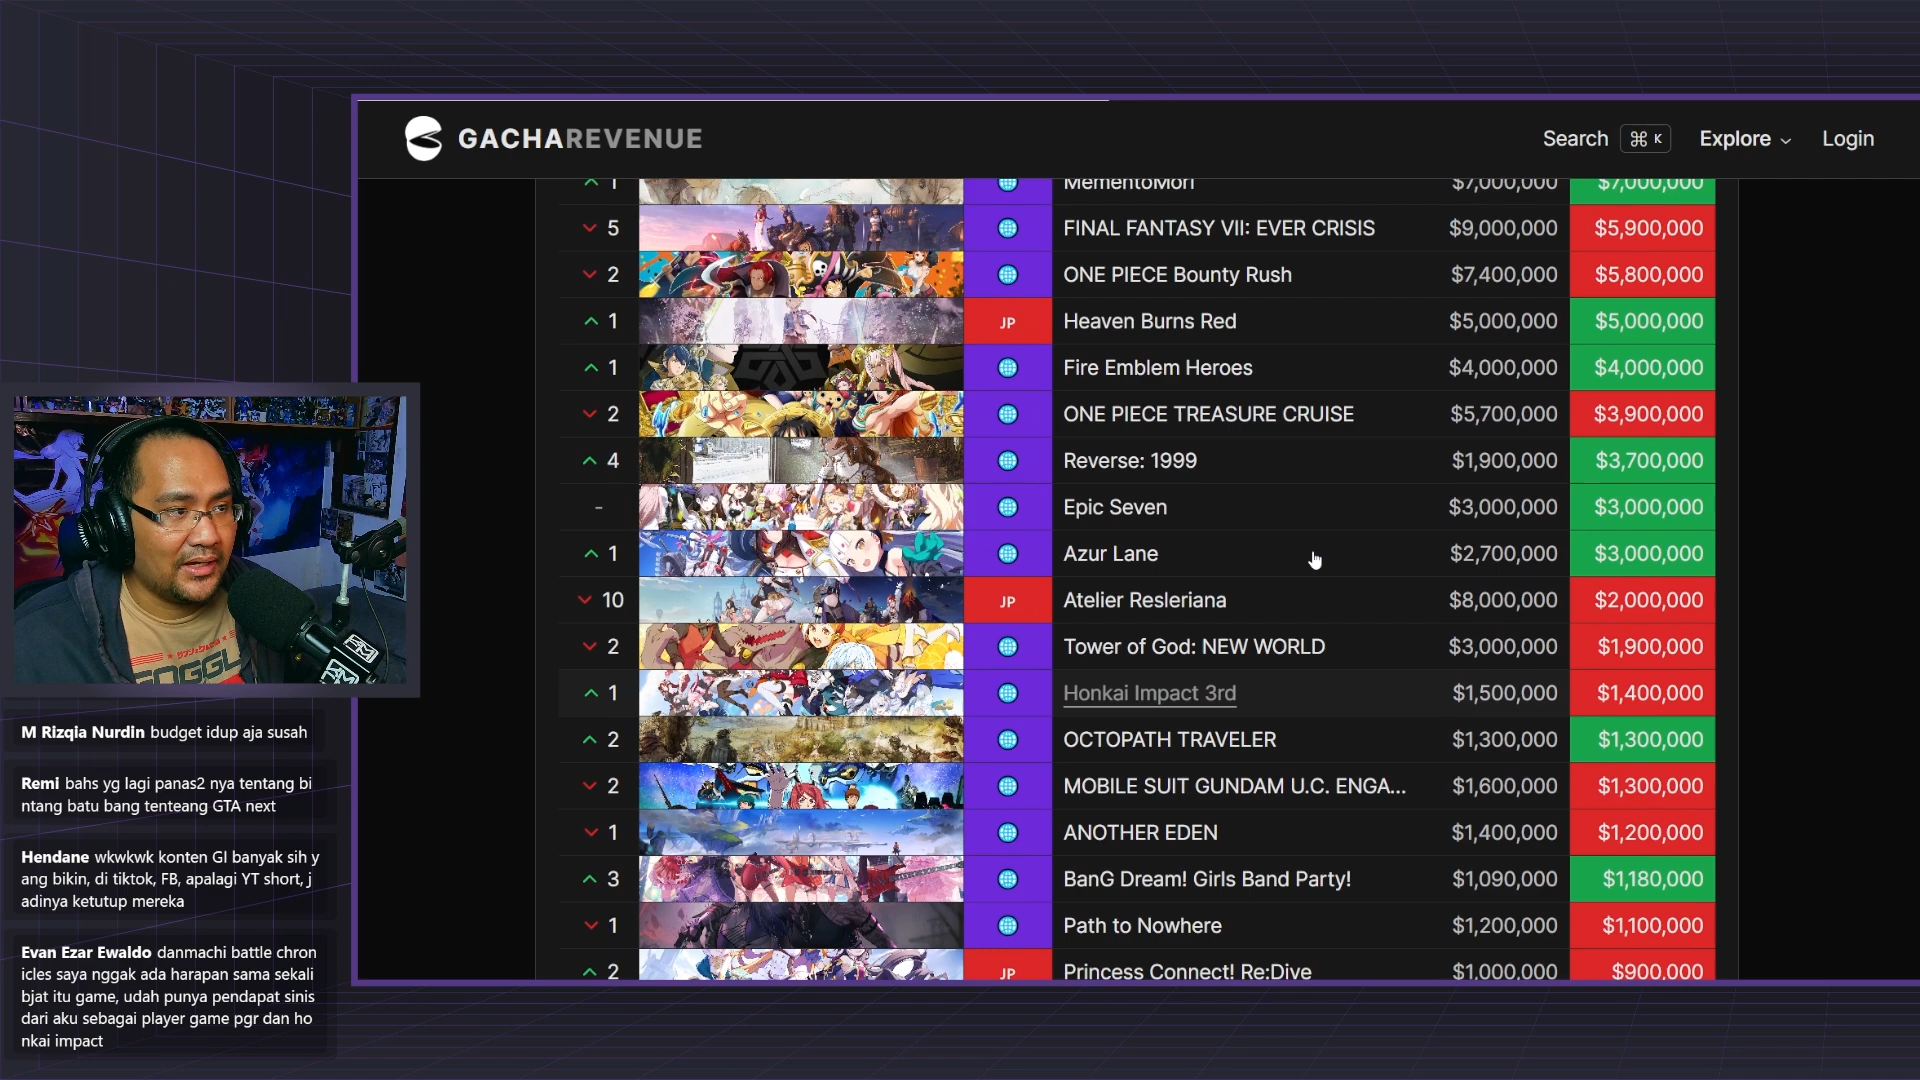 GACHAREVENUE
Search ⌘ K Explore Login
1 MementoMori $7,000,000 $7,000,000
5 FINAL FANTASY VII: EVER CRISIS $9,000,000 $5,900,000
2 ONE PIECE Bounty Rush $7,400,000 $5,800,000
1 JP Heaven Burns Red $5,000,000 $5,000,000
1 Fire Emblem Heroes $4,000,000 $4,000,000
2 ONE PIECE TREASURE CRUISE $5,700,000 $3,900,000
4 Reverse: 1999 $1,900,000 $3,700,000
- Epic Seven $3,000,000 $3,000,000
1 Azur Lane $2,700,000 $3,000,000
10 JP Atelier Resleriana $8,000,000 $2,000,000
2 Tower of God: NEW WORLD $3,000,000 $1,900,000
1 Honkai Impact 3rd $1,500,000 $1,400,000
2 OCTOPATH TRAVELER $1,300,000 $1,300,000
2 MOBILE SUIT GUNDAM U.C. ENGA... $1,600,000 $1,300,000
1 ANOTHER EDEN $1,400,000 $1,200,000
3 BanG Dream! Girls Band Party! $1,090,000 $1,180,000
1 Path to Nowhere $1,200,000 $1,100,000
2 JP Princess Connect! Re:Dive $1,000,000 $900,000
M Rizqia Nurdin budget idup aja susah
Remi bahs yg lagi panas2 nya tentang bi
ntang batu bang tenteang GTA next
Hendane wkwkwk konten GI banyak sih y
ang bikin, di tiktok, FB, apalagi YT short, j
adinya ketutup mereka
Evan Ezar Ewaldo danmachi battle chron
icles saya nggak ada harapan sama sekali
bjat itu game, udah punya pendapat sinis
dari aku sebagai player game pgr dan ho
nkai impact